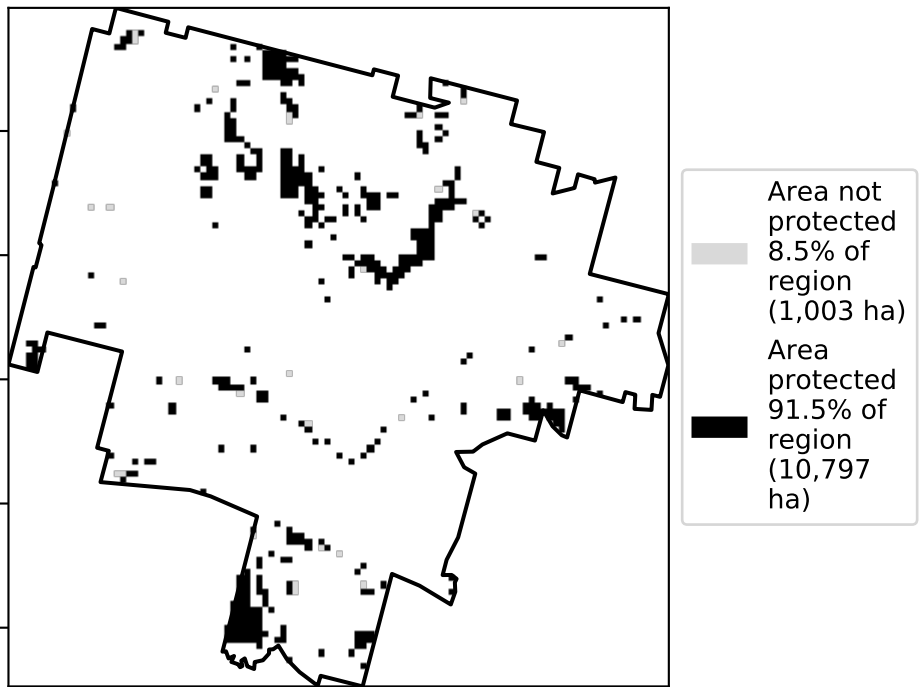 Area not
protected
8.5% of
region
(1,003 ha)
Area
protected
91.5% of
region
(10,797
ha)